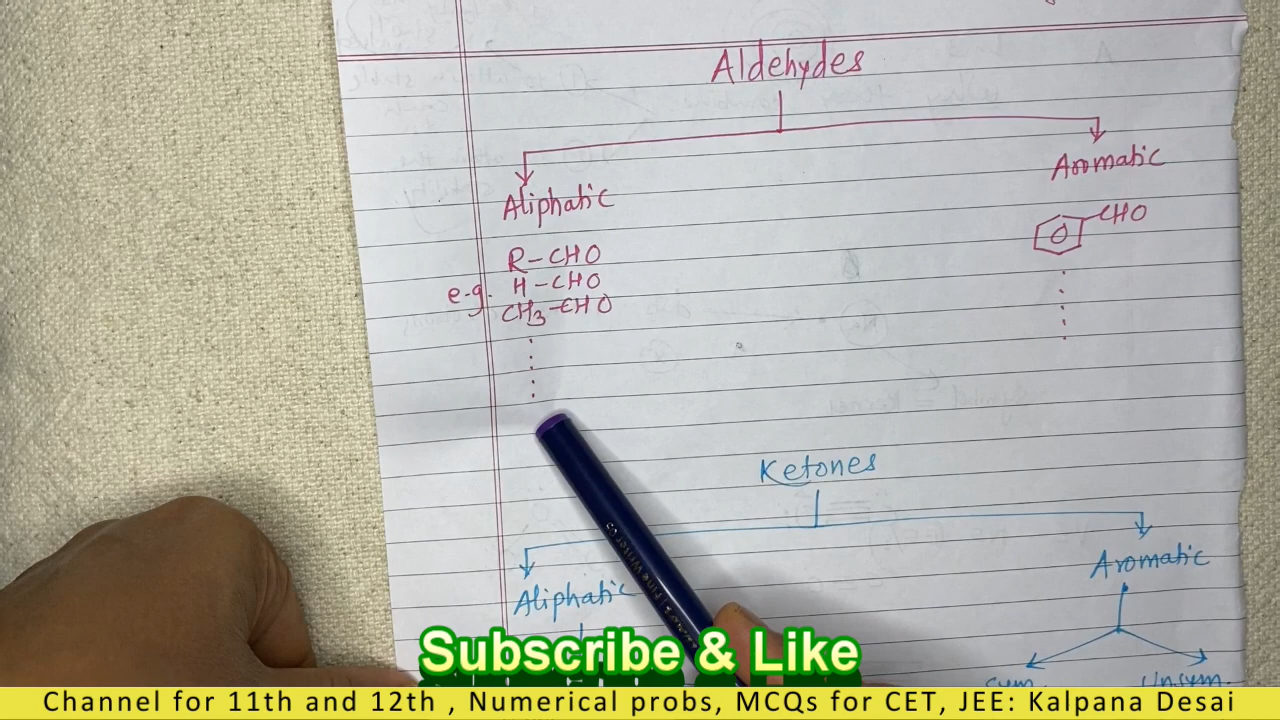 Aldehydes
Aliphatic
Aromatic
R-CHO
e.g. H-CHO
CH3-CHO
CHO
Ketones
Aliphatic
Aromatic
Subscribe & Like
Channel for 11th and 12th , Numerical probs, MCQs for CET, JEE: Kalpana Desai